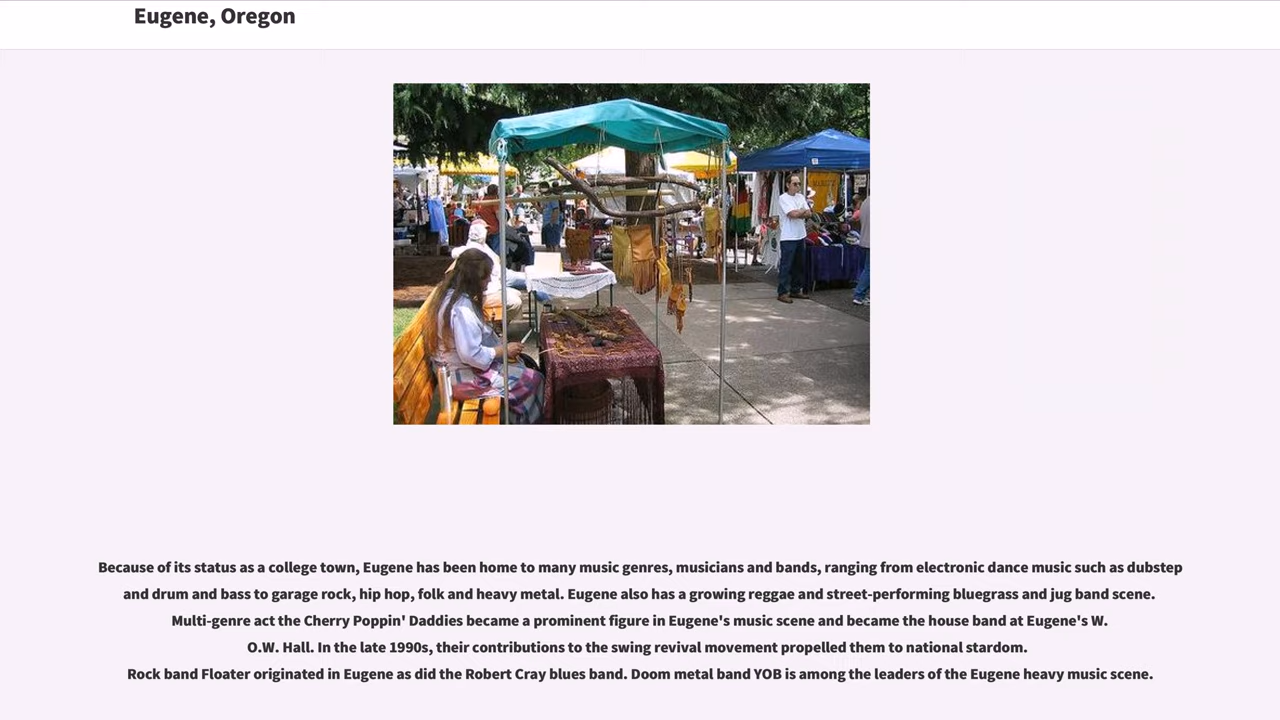 Eugene, Oregon
Because of its status as a college town, Eugene has been home to many music genres, musicians and bands, ranging from electronic dance music such as dubstep
and drum and bass to garage rock, hip hop, folk and heavy metal. Eugene also has a growing reggae and street-performing bluegrass and jug band scene.
Multi-genre act the Cherry Poppin' Daddies became a prominent figure in Eugene's music scene and became the house band at Eugene's W.
O.W. Hall. In the late 1990s, their contributions to the swing revival movement propelled them to national stardom.
Rock band Floater originated in Eugene as did the Robert Cray blues band. Doom metal band YOB is among the leaders of the Eugene heavy music scene.